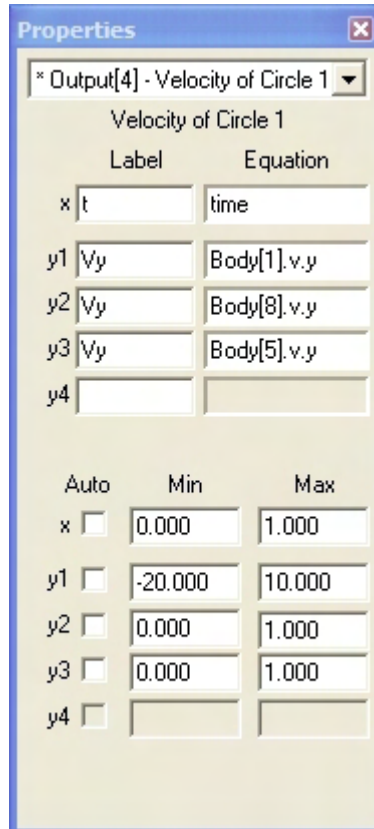 Properties
* Output[4] - Velocity of Circle 1
Velocity of Circle 1
Label Equation
x t time
y1 Vy Body[1].v.y
y2 Vy Body[8].v.y
y3 Vy Body[5].v.y
y4
Auto Min Max
x 0.000 1.000
y1 -20.000 10.000
y2 0.000 1.000
y3 0.000 1.000
y4